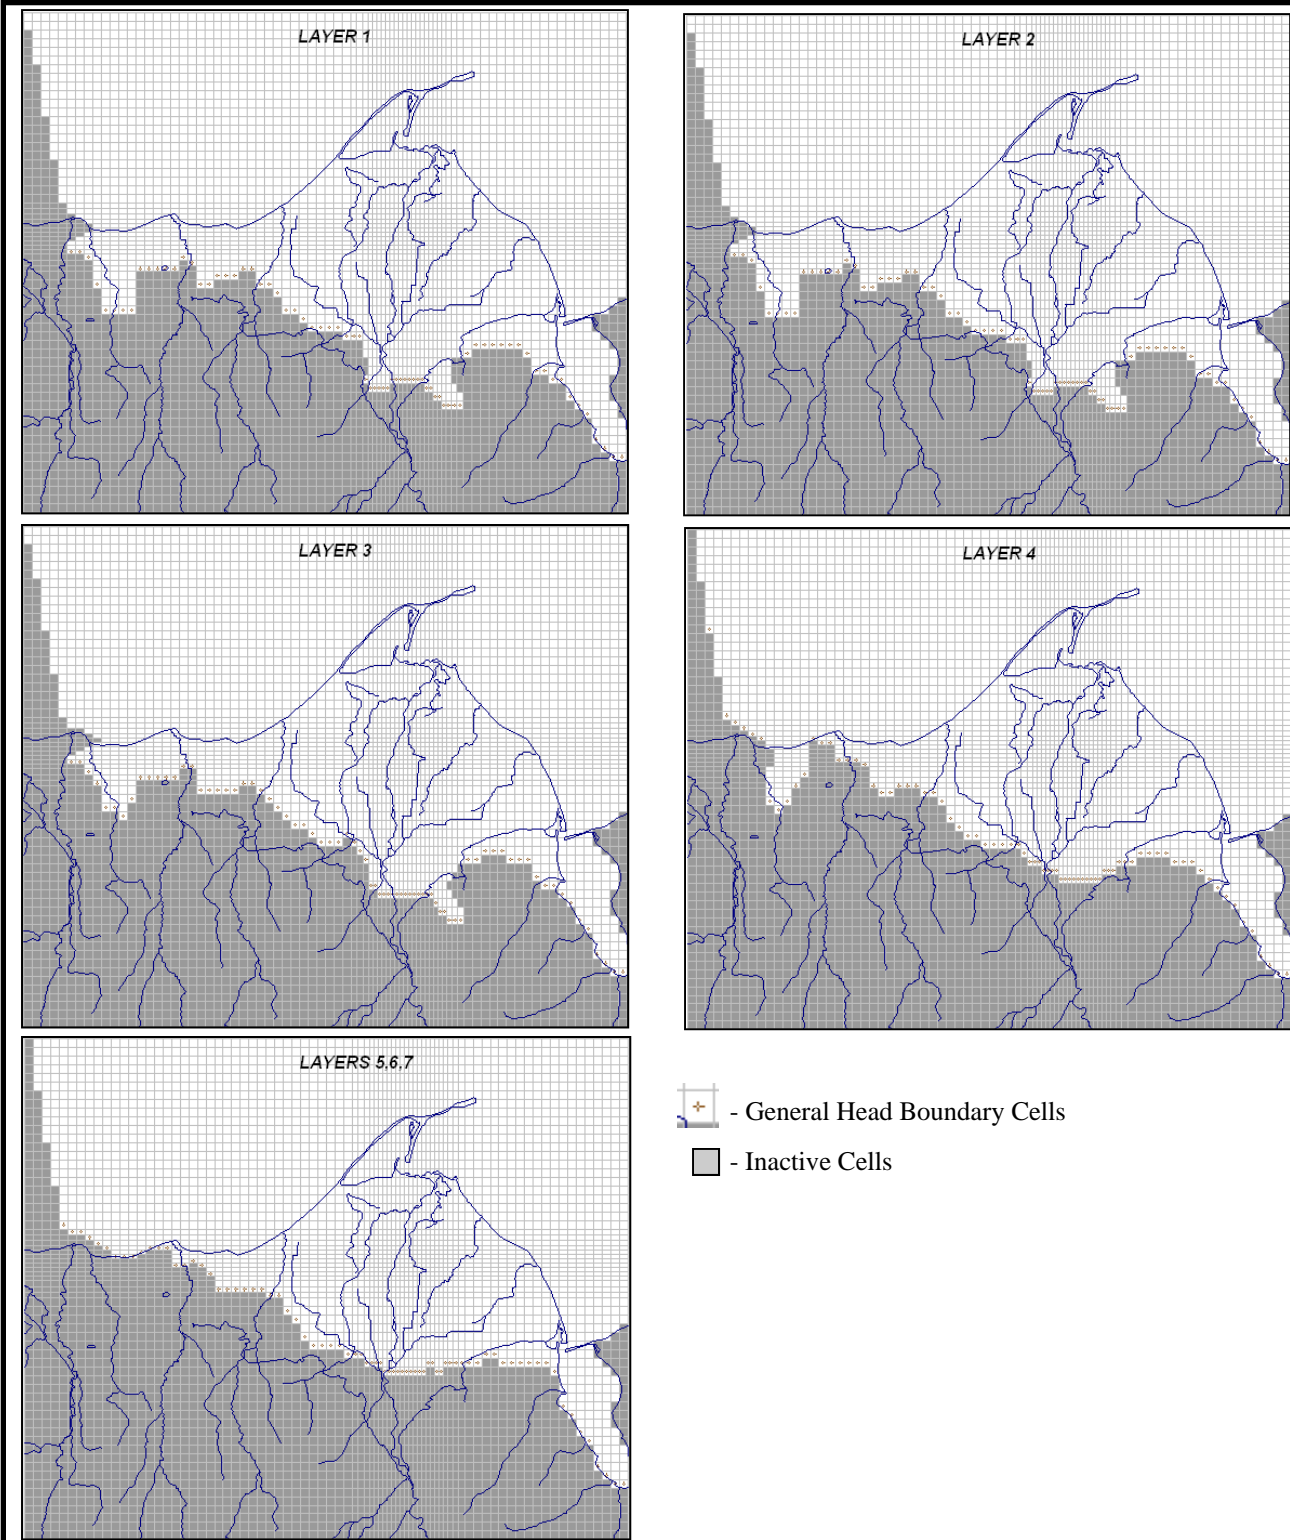 LAYER 1
LAYER 2
LAYER 3
LAYER 4
LAYERS 5,6,7
- General Head Boundary Cells
- Inactive Cells